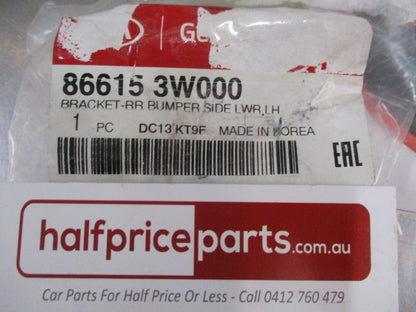 86615 3W000
BRACKET-RR BUMPER SIDE LWR,LH
1 PC DC13 KT9F MADE IN KOREA
EAC
halfpriceparts.com.au
Car Parts For Half Price Or Less - Call 0412 760 479